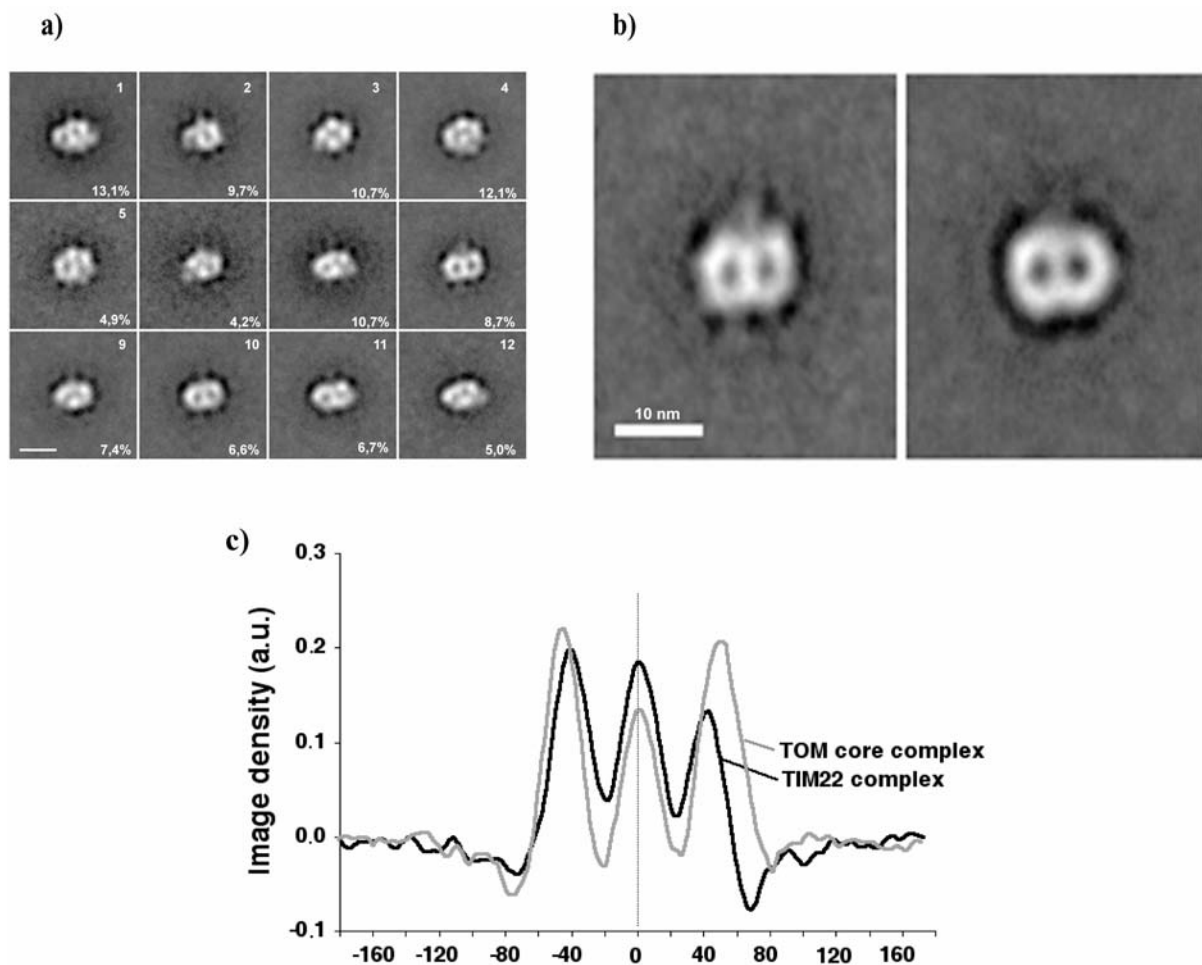 a)
b)
1 2 3 4
13,1% 9,7% 10,7% 12,1%
5
4,9% 4,2% 10,7% 8,7%
9 10 11 12
7,4% 6,6% 6,7% 5,0%
10 nm
c)
0.3
0.2
0.1
0.0
-0.1
Image density (a.u.)
TOM core complex
TIM22 complex
-160 -120 -80 -40 0 40 80 120 160